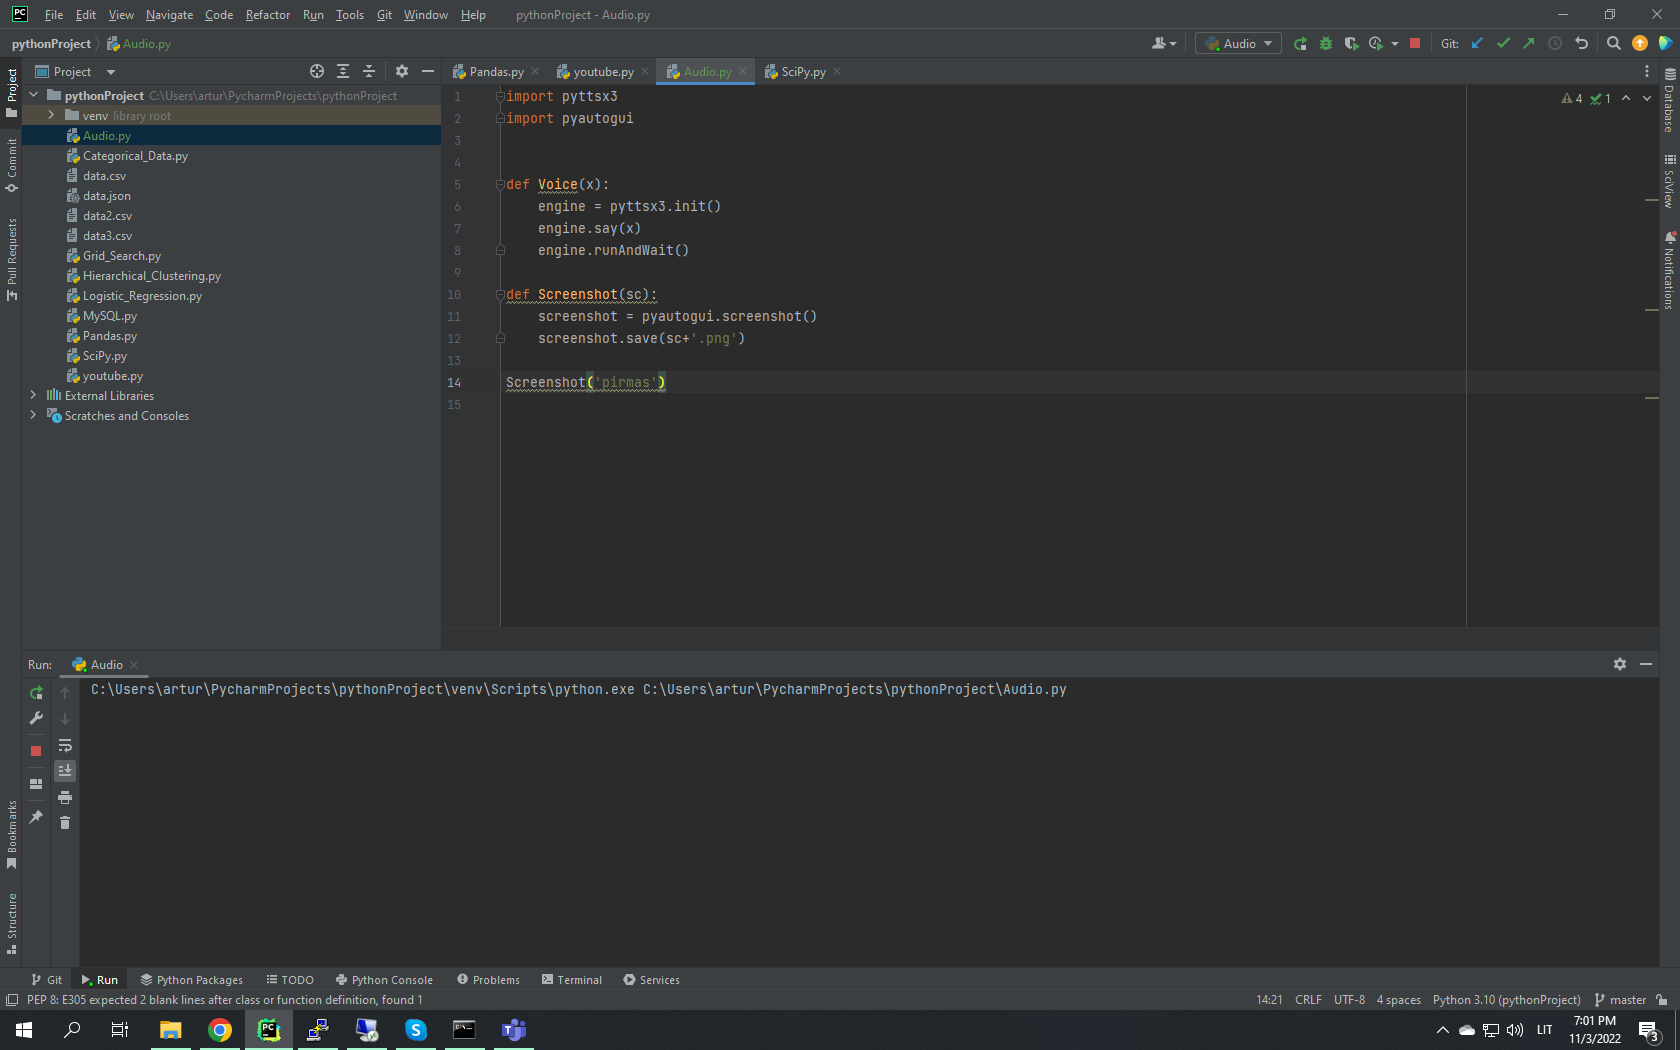 PC File Edit View Navigate Code Refactor Run Tools Git Window Help pythonProject - Audio.py
pythonProject Audio.py Audio Git:
Project Pandas.py youtube.py Audio.py SciPy.py
Project
Commit
Pull Requests
Bookmarks
Structure
pythonProject C:\Users\artur\PycharmProjects\pythonProject
venv library root
Audio.py
Categorical_Data.py
data.csv
data.json
data2.csv
data3.csv
Grid_Search.py
Hierarchical_Clustering.py
Logistic_Regression.py
MySQL.py
Pandas.py
SciPy.py
youtube.py
External Libraries
Scratches and Consoles
1 import pyttsx3
2 import pyautogui
3
4
5 def Voice(x):
6 engine = pyttsx3.init()
7 engine.say(x)
8 engine.runAndWait()
9
10 def Screenshot(sc):
11 screenshot = pyautogui.screenshot()
12 screenshot.save(sc+'.png')
13
14 Screenshot('pirmas')
15
4 1
Database
SciView
Notifications
Run: Audio
C:\Users\artur\PycharmProjects\pythonProject\venv\Scripts\python.exe C:\Users\artur\PycharmProjects\pythonProject\Audio.py
Git Run Python Packages TODO Python Console Problems Terminal Services
PEP 8: E305 expected 2 blank lines after class or function definition, found 1 14:21 CRLF UTF-8 4 spaces Python 3.10 (pythonProject) master
PC S T LIT 7:01 PM
11/3/2022 3